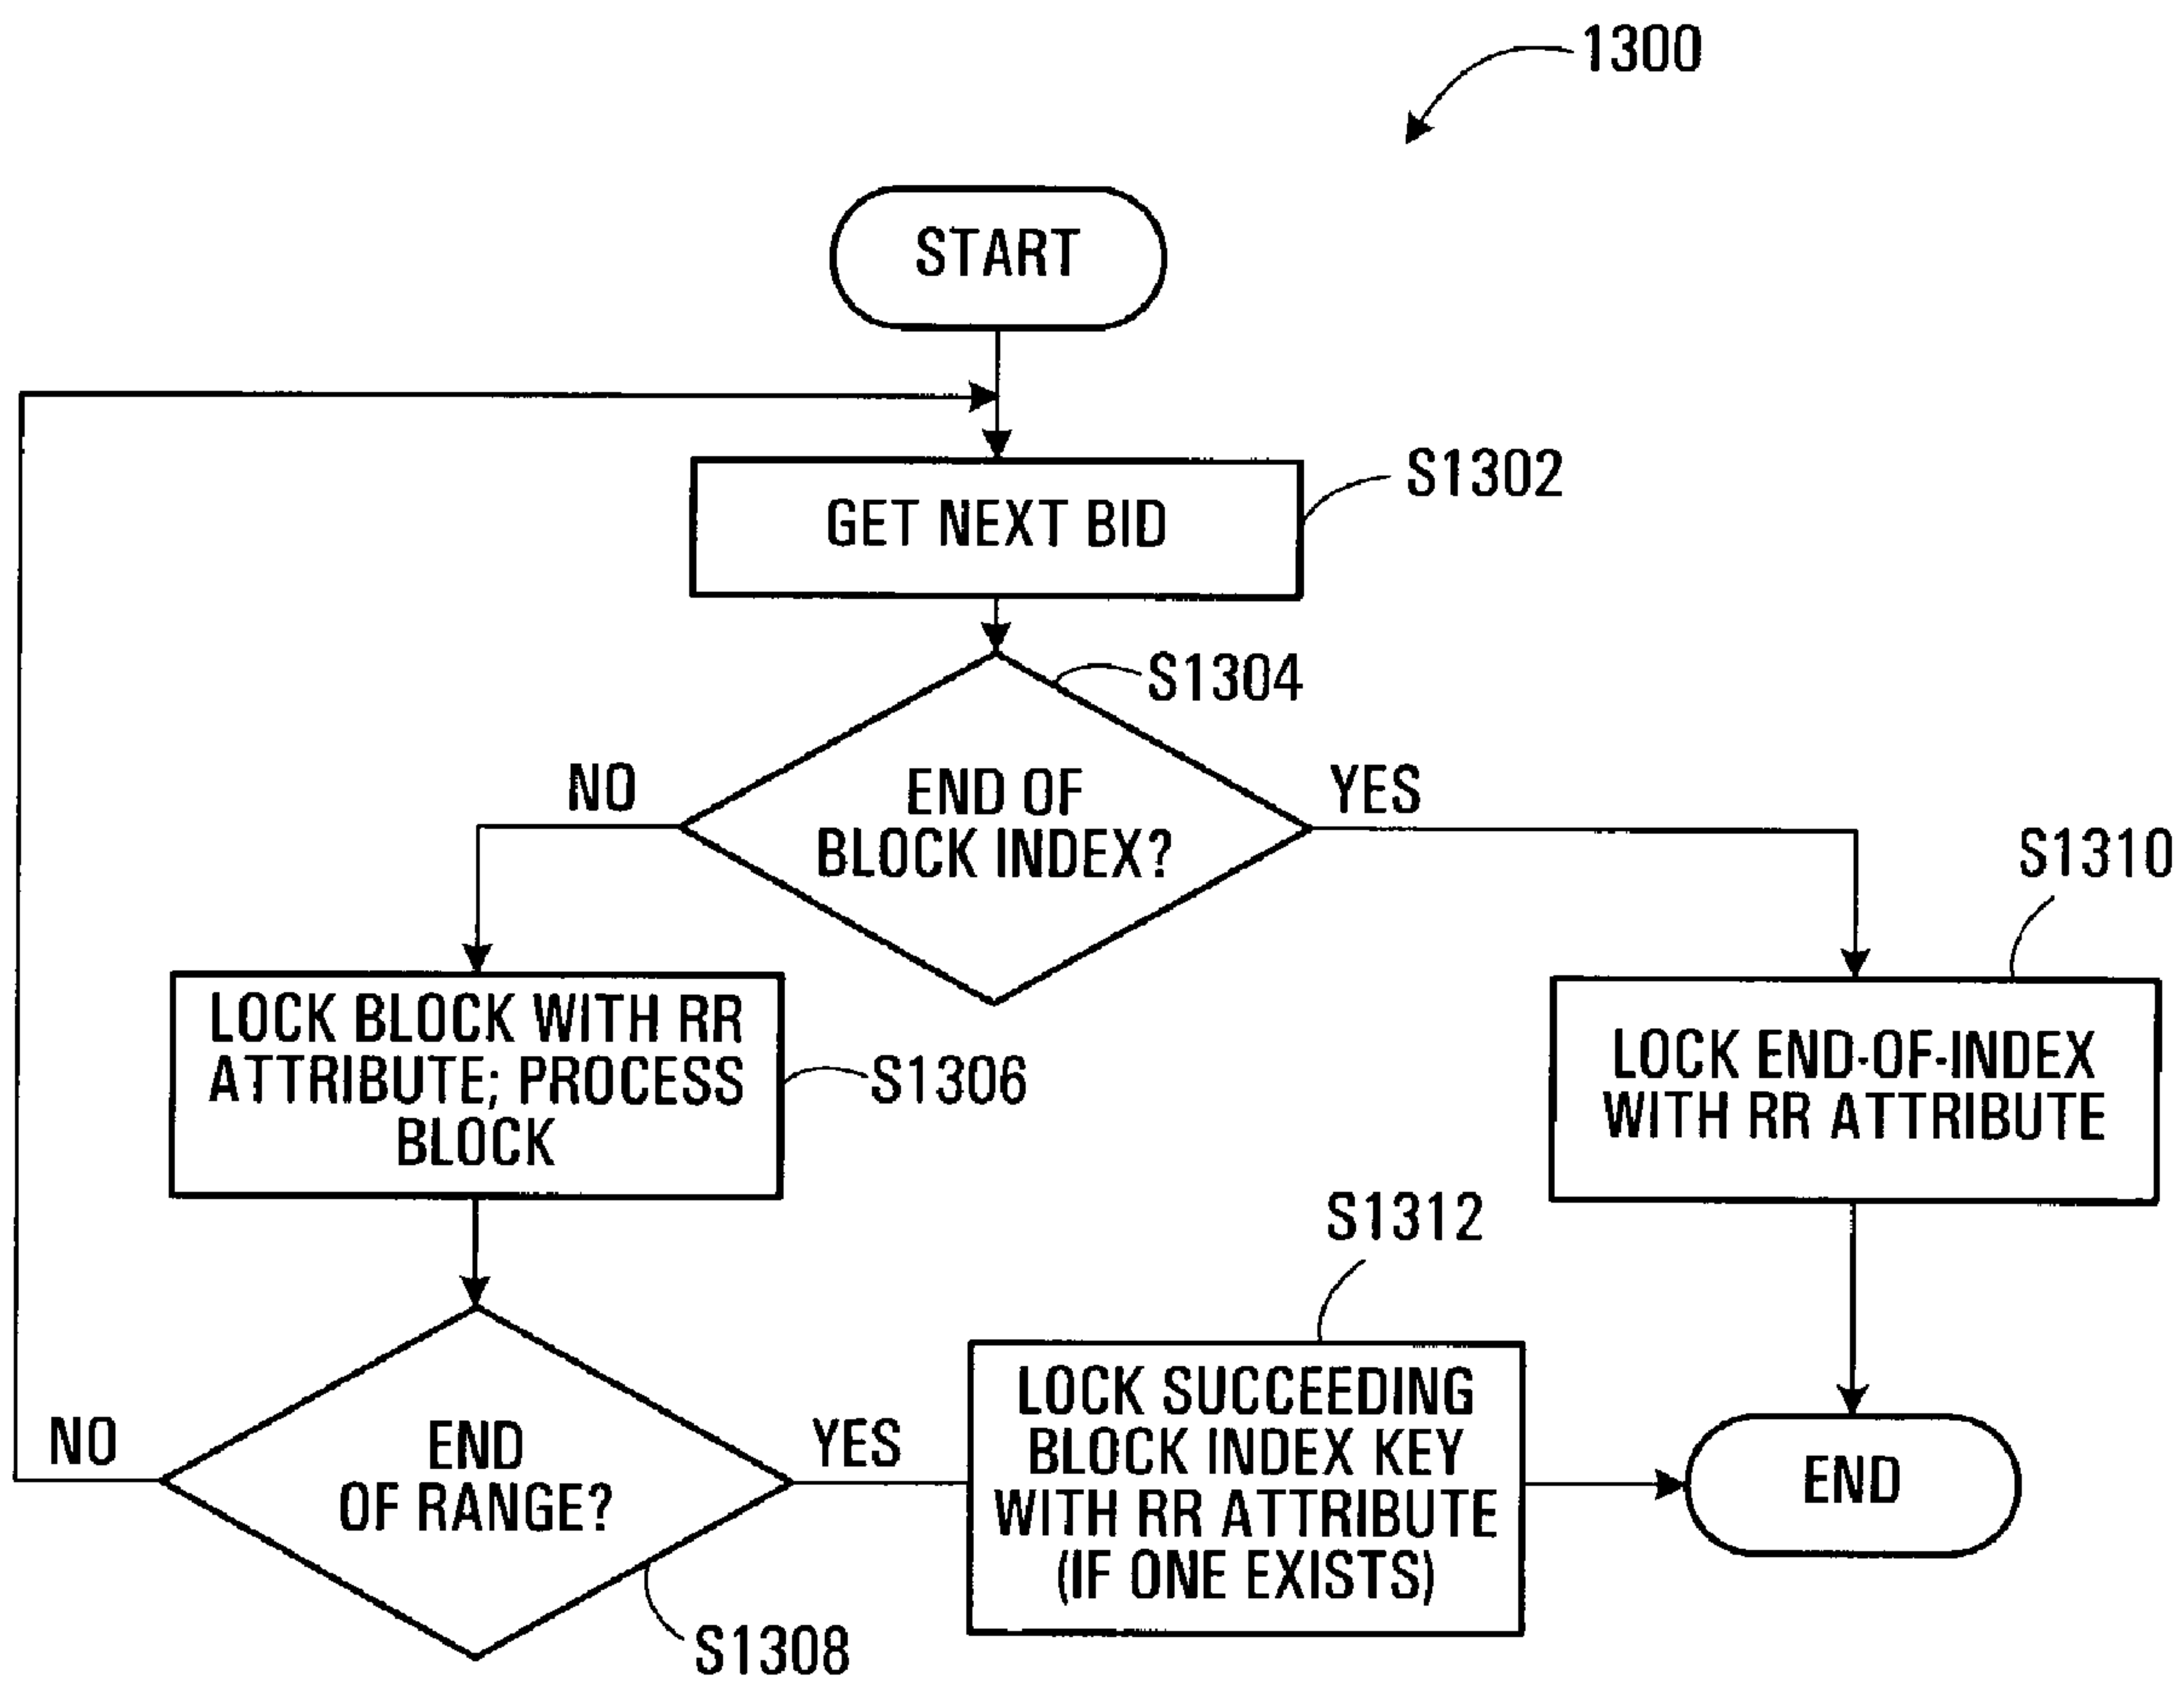 1300
START
S1302
GET NEXT BID
S1304
NO
YES
END OF
BLOCK INDEX?
S1310
LOCK BLOCK WITH RR
ATTRIBUTE; PROCESS
BLOCK
S1306
LOCK END-OF-INDEX
WITH RR ATTRIBUTE
S1312
NO
END
OF RANGE?
YES
LOCK SUCCEEDING
BLOCK INDEX KEY
WITH RR ATTRIBUTE
(IF ONE EXISTS)
END
S1308